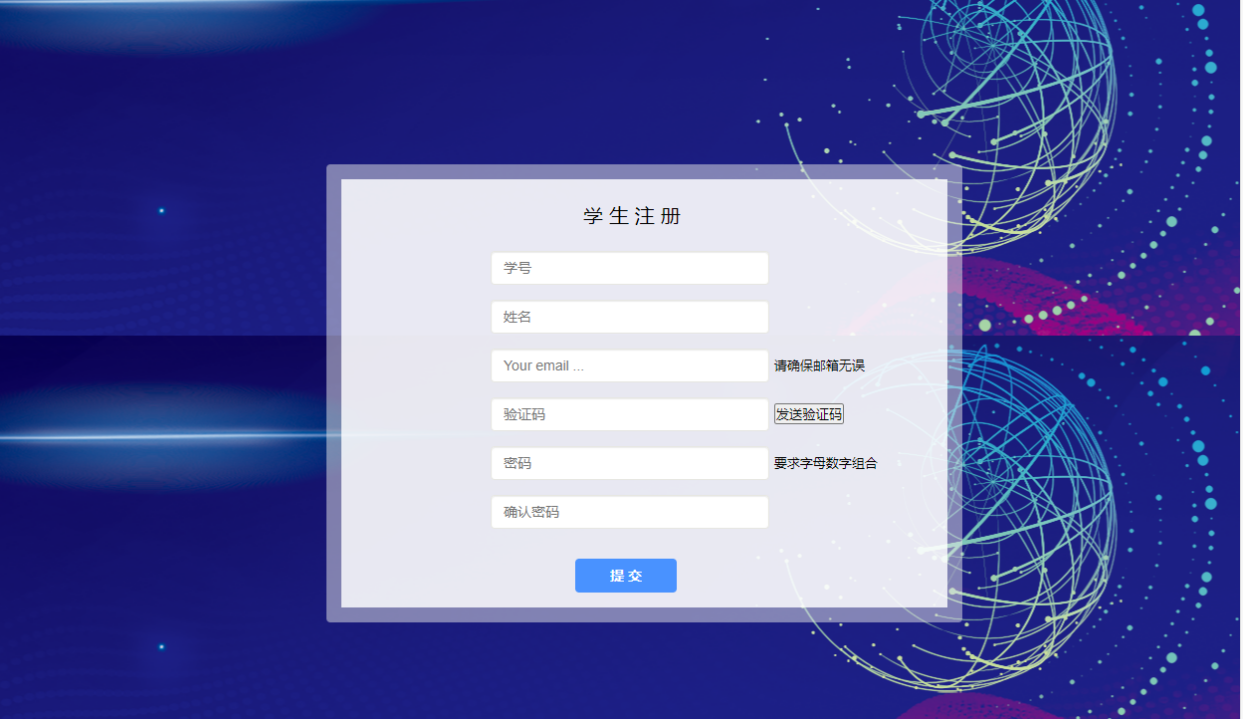 学生注册
学号
姓名
Your email ... 请确保邮箱无误
验证码 发送验证码
密码 要求字母数字组合
确认密码
提交